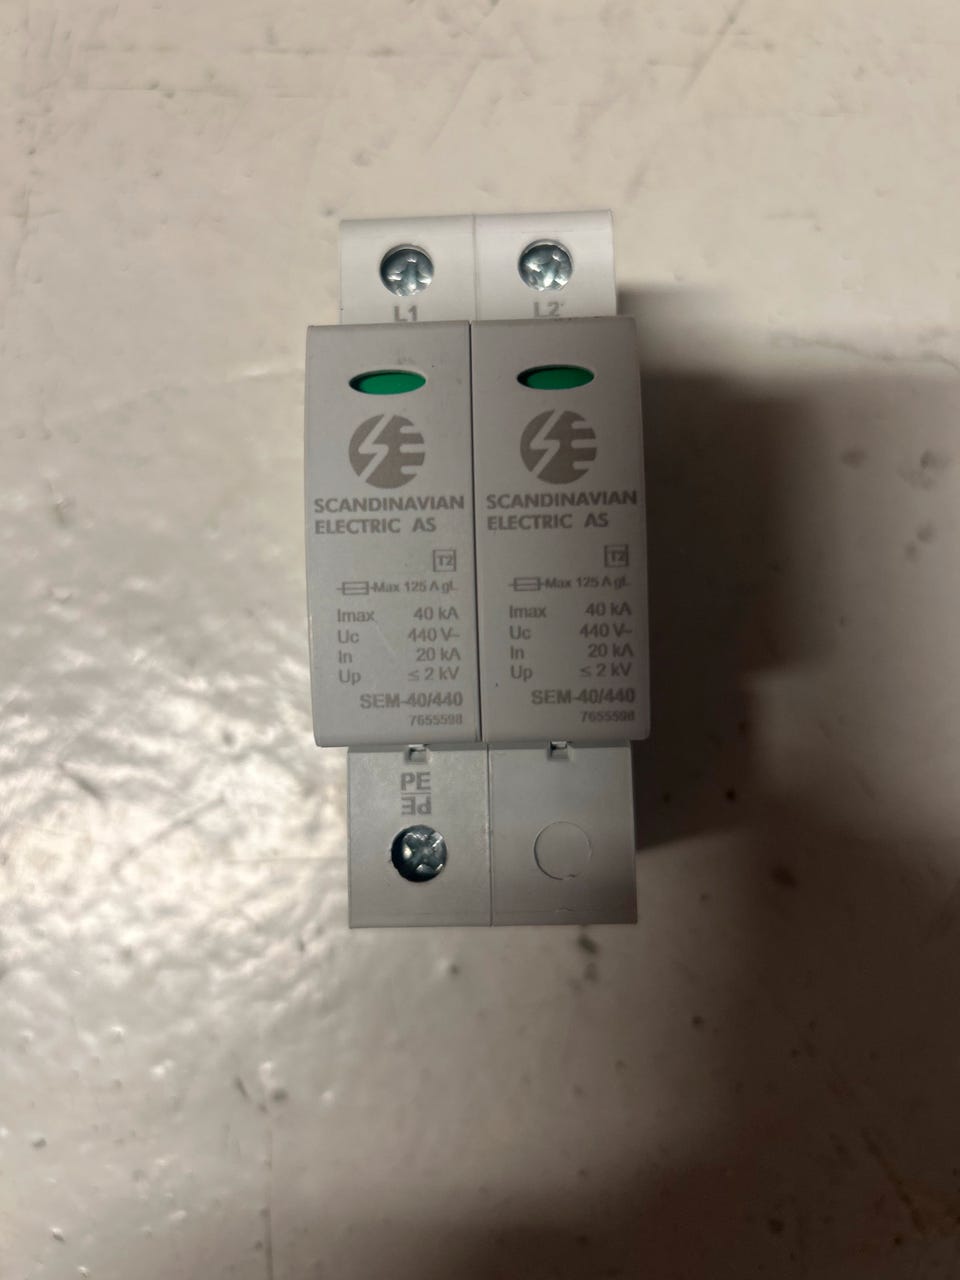 L1
L2
SCANDINAVIAN
ELECTRIC AS
T2
Max 125 A gL
Imax 40 kA
Uc 440 V~
In 20 kA
Up ≤ 2 kV
SEM-40/440
7655598
SCANDINAVIAN
ELECTRIC AS
T2
Max 125 A gL
Imax 40 kA
Uc 440 V~
In 20 kA
Up ≤ 2 kV
SEM-40/440
7655598
PE
PE